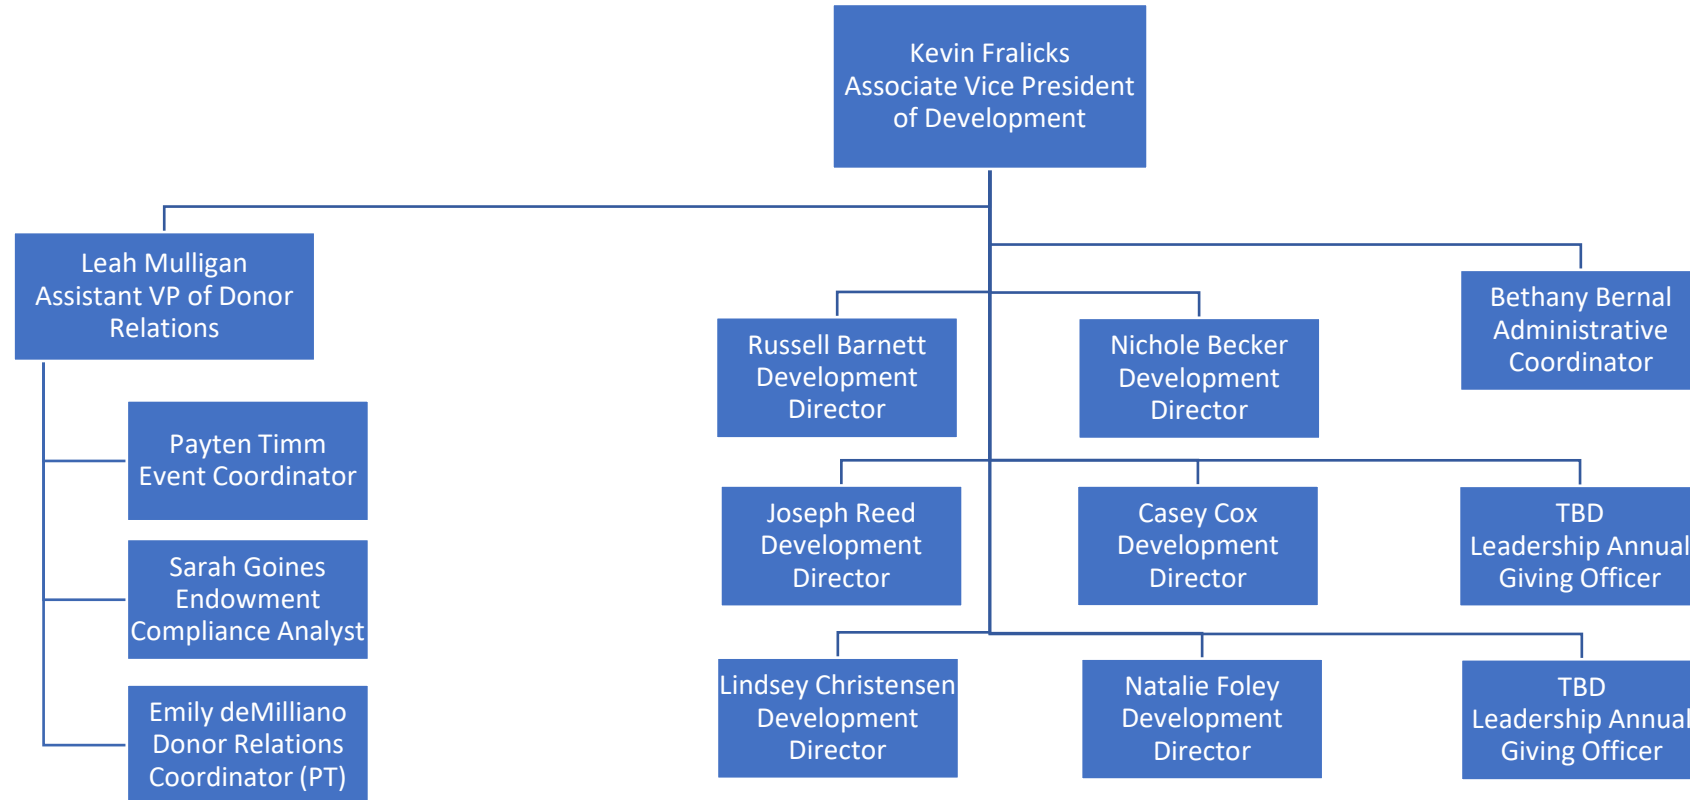 Kevin Fralicks
Associate Vice President
of Development
Leah Mulligan
Assistant VP of Donor
Relations
Payten Timm
Event Coordinator
Sarah Goines
Endowment
Compliance Analyst
Emily deMilliano
Donor Relations
Coordinator (PT)
Russell Barnett
Development
Director
Nichole Becker
Development
Director
Bethany Bernal
Administrative
Coordinator
Joseph Reed
Development
Director
Casey Cox
Development
Director
TBD
Leadership Annual
Giving Officer
Lindsey Christensen
Development
Director
Natalie Foley
Development
Director
TBD
Leadership Annual
Giving Officer